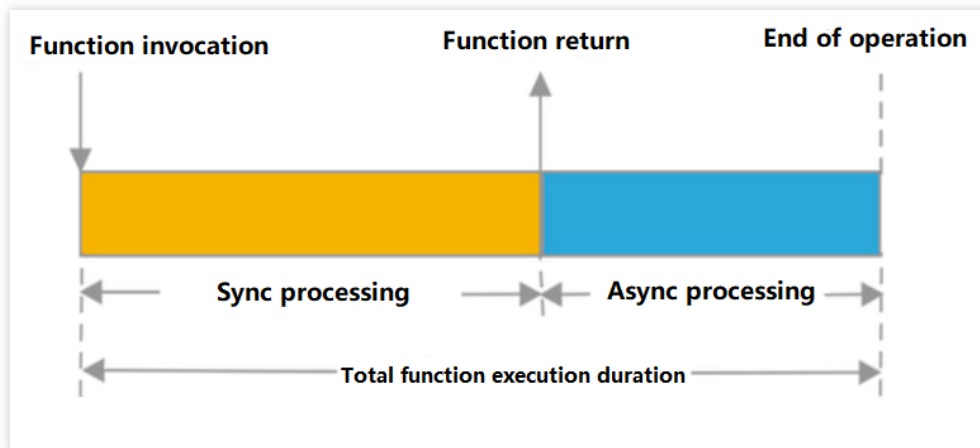 Function invocation
Function return
End of operation
Sync processing
Async processing
Total function execution duration